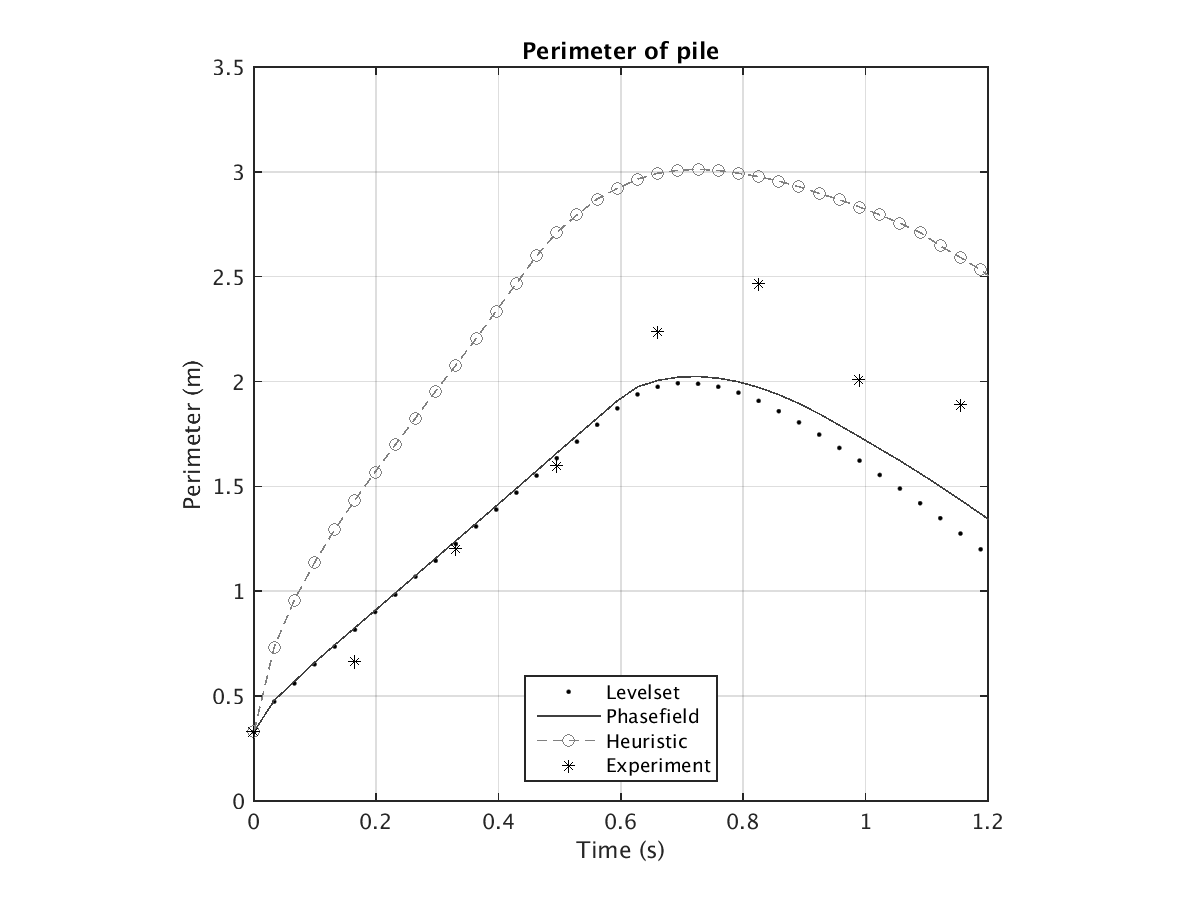 Perimeter of pile
3.5
3
2.5
2
1.5
1
0.5
0
Perimeter (m)
Levelset
Phasefield
Heuristic
Experiment
0 0.2 0.4 0.6 0.8 1 1.2
Time (s)